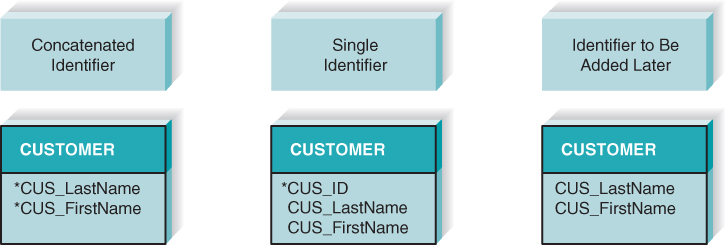 Concatenated
Identifier
Single
Identifier
Identifier to Be
Added Later
CUSTOMER
*CUS_LastName
*CUS_FirstName
CUSTOMER
*CUS_ID
CUS_LastName
CUS_FirstName
CUSTOMER
CUS_LastName
CUS_FirstName